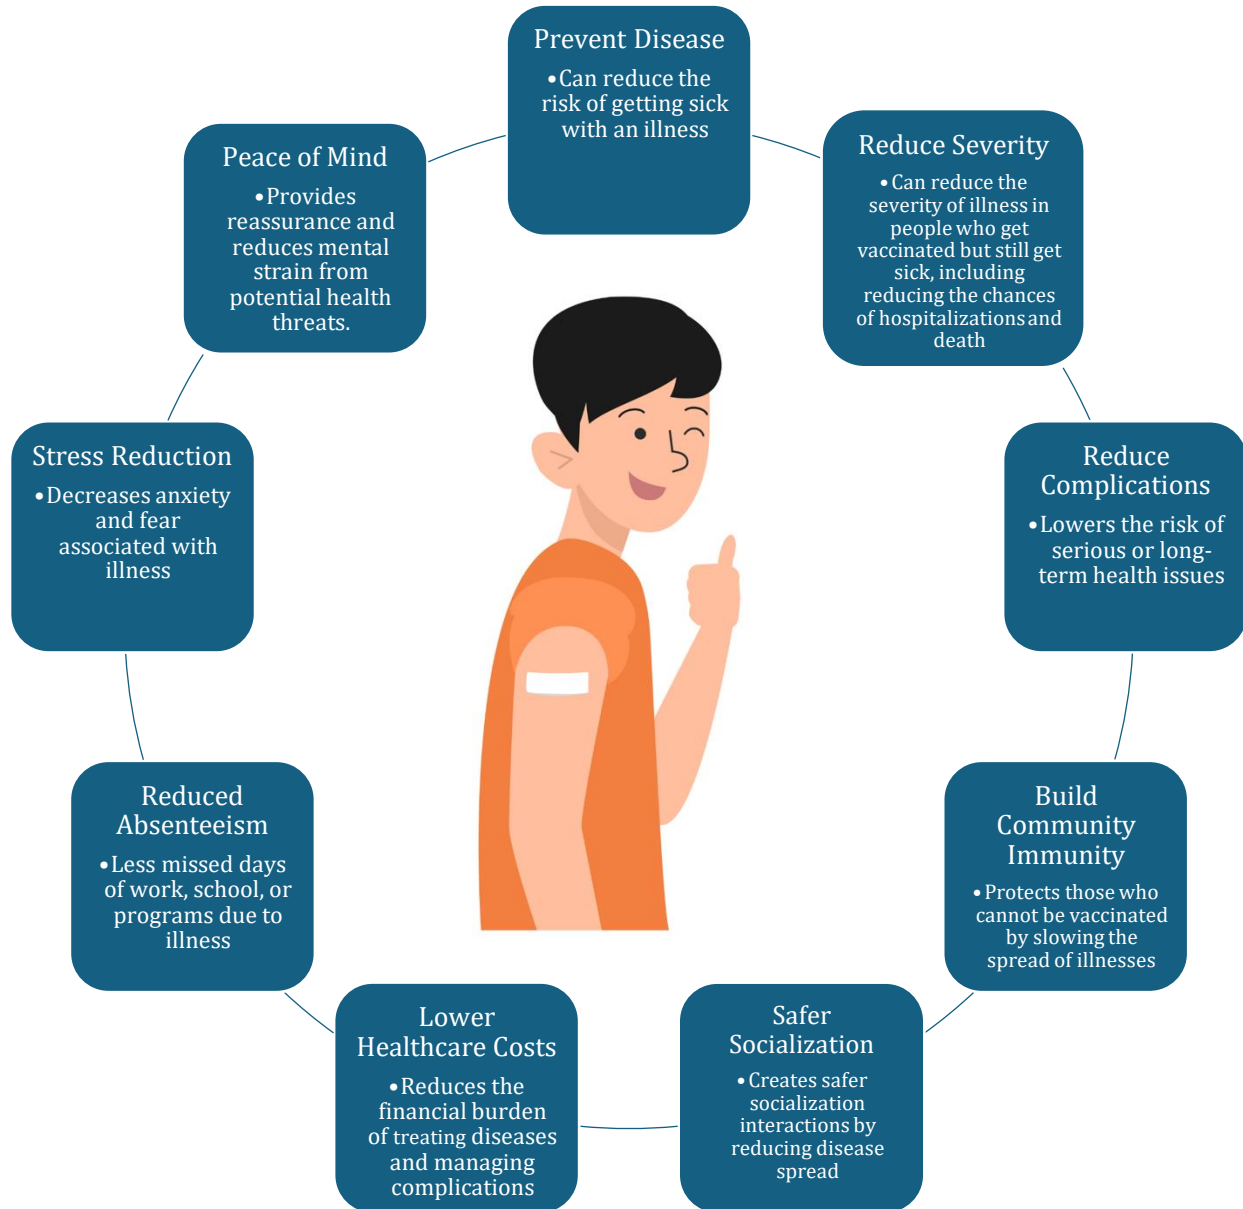 Prevent Disease
•Can reduce the
risk of getting sick
with an illness
Reduce Severity
•Can reduce the
severity of illness in
people who get
vaccinated but still get
sick, including
reducing the chances
of hospitalizations and
death
Reduce
Complications
•Lowers the risk of
serious or long-
term health issues
Build
Community
Immunity
•Protects those who
cannot be vaccinated
by slowing the
spread of illnesses
Safer
Socialization
•Creates safer
socialization
interactions by
reducing disease
spread
Lower
Healthcare Costs
•Reduces the
financial burden
of treating diseases
and managing
complications
Reduced
Absenteeism
•Less missed days
of work, school, or
programs due to
illness
Stress Reduction
•Decreases anxiety
and fear
associated with
illness
Peace of Mind
•Provides
reassurance and
reduces mental
strain from
potential health
threats.